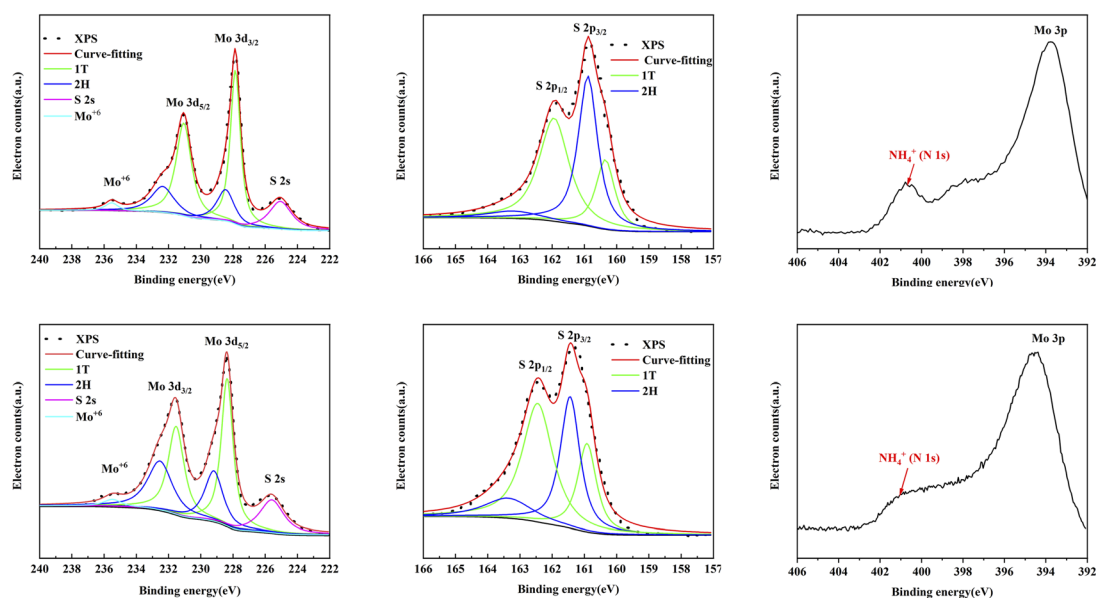 XPS
Curve-fitting
1T
2H
S 2s
Mo⁺⁶
Mo 3d₃/₂
Mo 3d₅/₂
Mo⁺⁶
S 2s
Electron counts(a.u.)
240 238 236 234 232 230 228 226 224 222
Binding energy(eV)
S 2p₃/₂
XPS
Curve-fitting
1T
2H
S 2p₁/₂
Electron counts(a.u.)
166 165 164 163 162 161 160 159 158 157
Binding energy(eV)
Mo 3p
NH₄⁺ (N 1s)
Electron counts(a.u.)
406 404 402 400 398 396 394 392
Binding energy(eV)
XPS
Curve-fitting
1T
2H
S 2s
Mo⁺⁶
Mo 3d₅/₂
Mo 3d₃/₂
Mo⁺⁶
S 2s
Electron counts(a.u.)
240 238 236 234 232 230 228 226 224 222
Binding energy(eV)
S 2p₃/₂
XPS
Curve-fitting
1T
2H
S 2p₁/₂
Electron counts(a.u.)
166 165 164 163 162 161 160 159 158 157
Binding energy(eV)
Mo 3p
NH₄⁺ (N 1s)
Electron counts(a.u.)
406 404 402 400 398 396 394 392
Binding energy(eV)